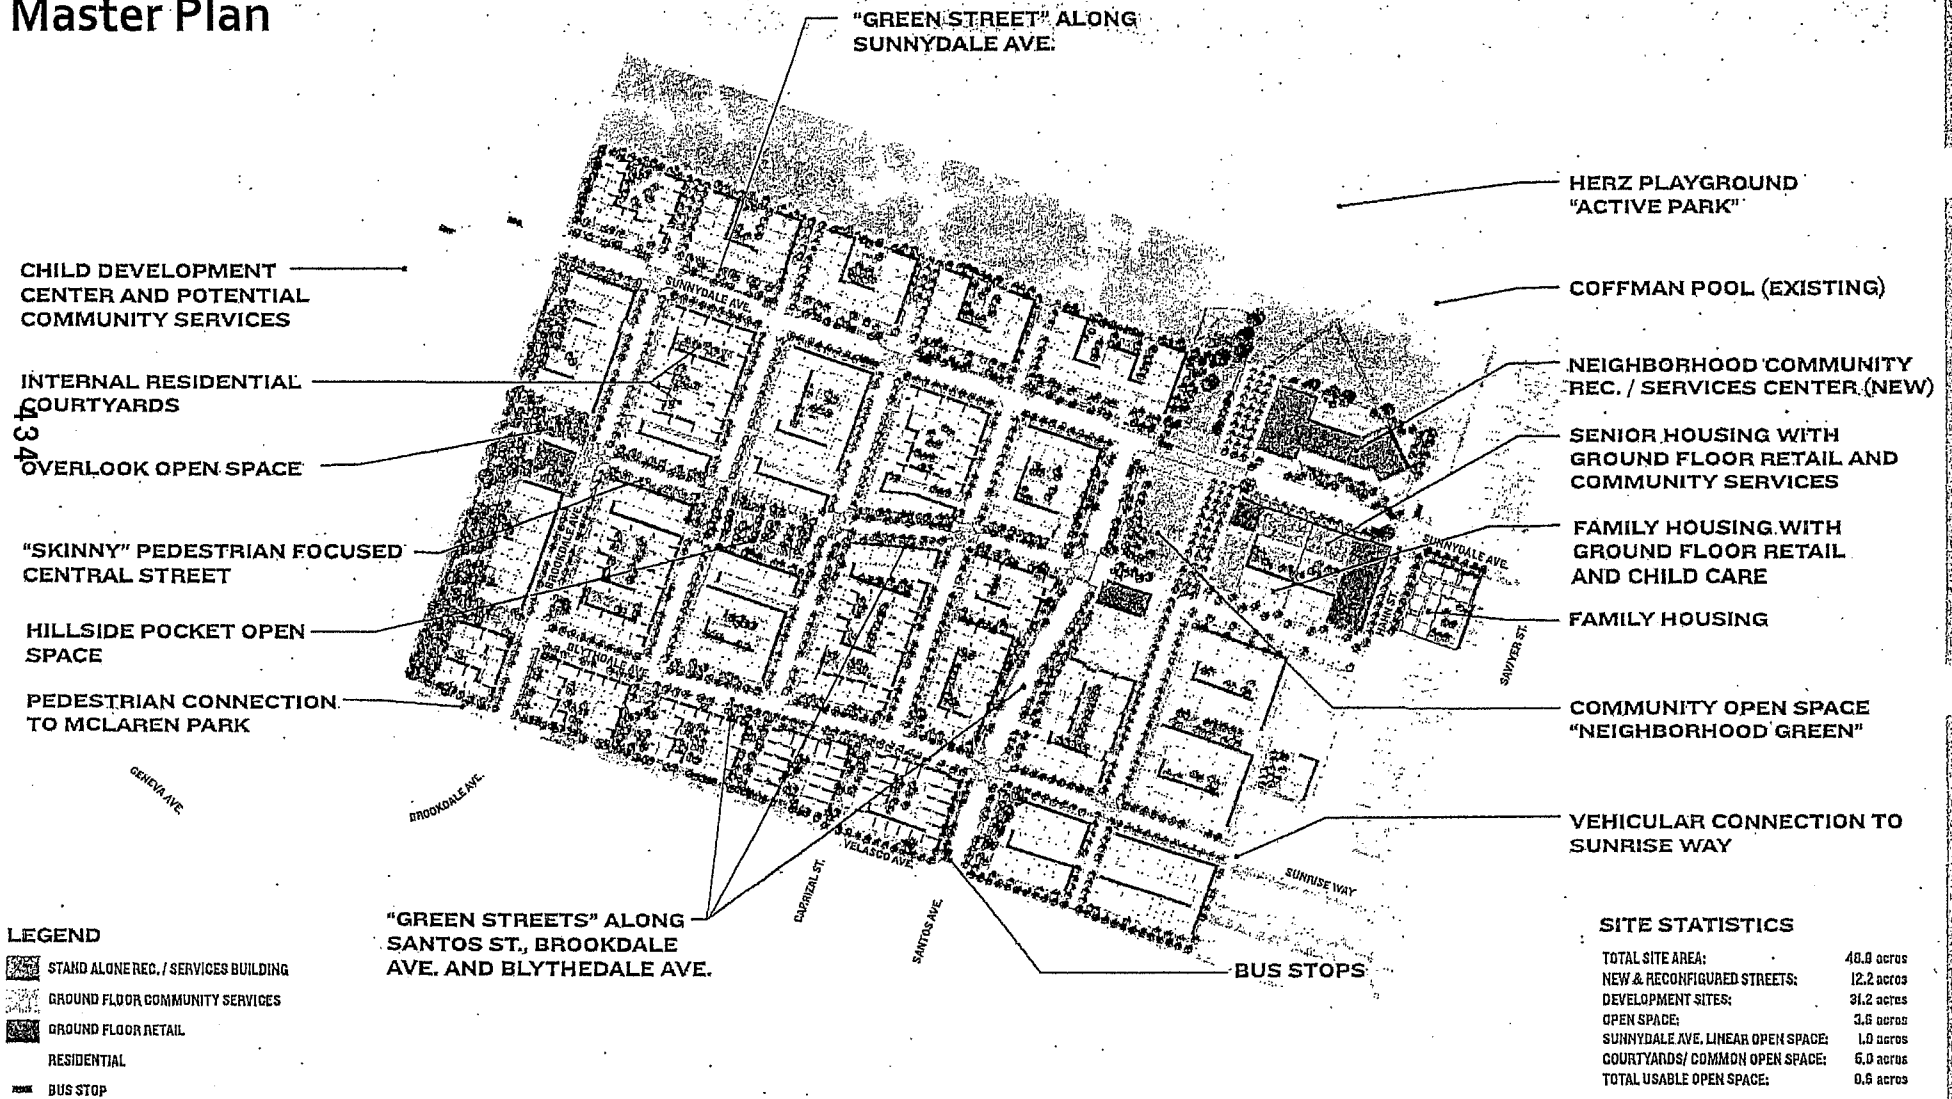 Master Plan
"GREEN STREET" ALONG
SUNNYDALE AVE.
HERZ PLAYGROUND
"ACTIVE PARK"
COFFMAN POOL (EXISTING)
NEIGHBORHOOD COMMUNITY
REC. / SERVICES CENTER (NEW)
SENIOR HOUSING WITH
GROUND FLOOR RETAIL AND
COMMUNITY SERVICES
FAMILY HOUSING WITH
GROUND FLOOR RETAIL
AND CHILD CARE
FAMILY HOUSING
COMMUNITY OPEN SPACE
"NEIGHBORHOOD GREEN"
VEHICULAR CONNECTION TO
SUNRISE WAY
CHILD DEVELOPMENT
CENTER AND POTENTIAL
COMMUNITY SERVICES
INTERNAL RESIDENTIAL
COURTYARDS
434
OVERLOOK OPEN SPACE
"SKINNY" PEDESTRIAN FOCUSED
CENTRAL STREET
HILLSIDE POCKET OPEN
SPACE
PEDESTRIAN CONNECTION
TO MCLAREN PARK
SUNNYDALE AVE.
BROOKDALE AVE.
BLYTHDALE AVE.
SUNNYDALE AVE.
HAHN ST.
SAWYER ST.
GENEVA AVE.
BROOKDALE AVE.
VELASCO AVE.
CARRIZAL ST.
SANTOS AVE.
SUNRISE WAY
"GREEN STREETS" ALONG
SANTOS ST., BROOKDALE
AVE. AND BLYTHEDALE AVE.
BUS STOPS
LEGEND
STAND ALONE REC. / SERVICES BUILDING
GROUND FLOOR COMMUNITY SERVICES
GROUND FLOOR RETAIL
RESIDENTIAL
BUS STOP
SITE STATISTICS
TOTAL SITE AREA: acres
NEW & RECONFIGURED STREETS: 12.2 acres
DEVELOPMENT SITES: 31.2 acres
OPEN SPACE: acres
SUNNYDALE AVE. LINEAR OPEN SPACE: 1.0 acres
COURTYARDS/ COMMON OPEN SPACE: acres
TOTAL USABLE OPEN SPACE: acres